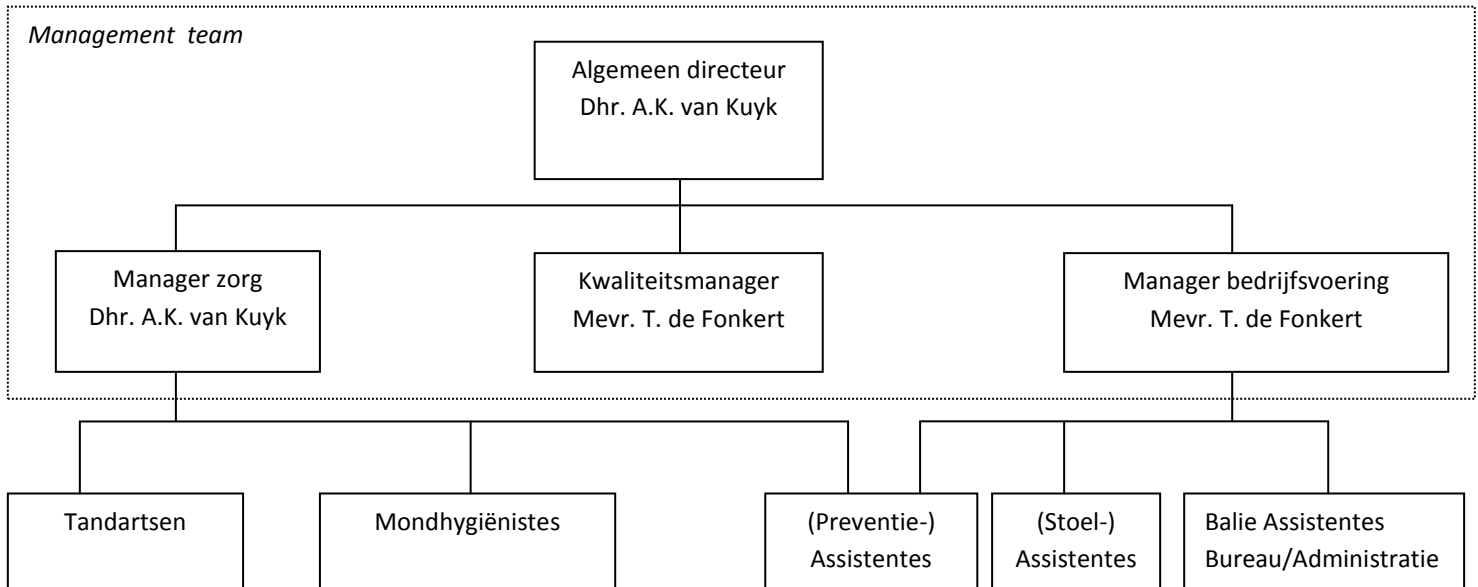 Management team
Algemeen directeur
Dhr. A.K. van Kuyk
Manager zorg
Dhr. A.K. van Kuyk
Kwaliteitsmanager
Mevr. T. de Fonkert
Manager bedrijfsvoering
Mevr. T. de Fonkert
Tandartsen
Mondhygiënistes
(Preventie-)
Assistentes
(Stoel-)
Assistentes
Balie Assistentes
Bureau/Administratie